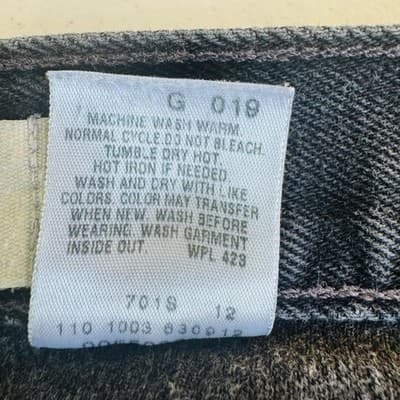 G 019
MACHINE WASH WARM.
NORMAL CYCLE.DO NOT BLEACH.
TUMBLE DRY HOT.
HOT IRON IF NEEDED.
WASH AND DRY WITH LIKE
COLORS. COLOR MAY TRANSFER
WHEN NEW. WASH BEFORE
WEARING. WASH GARMENT
INSIDE OUT. WPL 423
701S 12
110 1003 830912